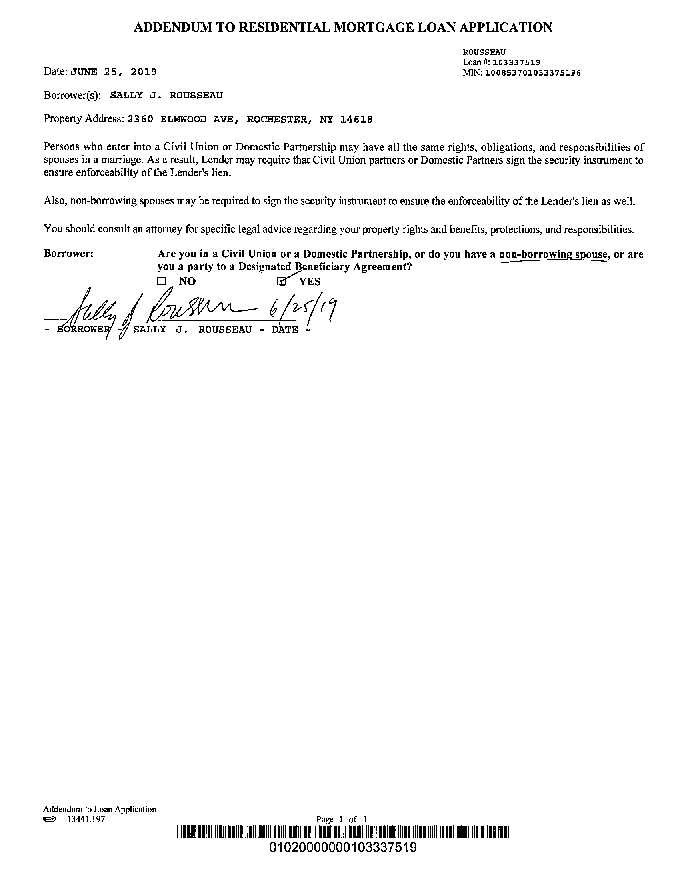 ADDENDUM TO RESIDENTIAL MORTGAGE LOAN APPLICATION
ROUSSEAU
Loan #: 103337519
MIN: 100853701033375196
Date: JUNE 25, 2019
Borrower(s): SALLY J. ROUSSEAU
Property Address: 2360 ELMWOOD AVE, ROCHESTER, NY 14618
Persons who enter into a Civil Union or Domestic Partnership may have all the same rights, obligations, and responsibilities of
spouses in a marriage. As a result, Lender may require that Civil Union partners or Domestic Partners sign the security instrument to
ensure enforceability of the Lender's lien.
Also, non-borrowing spouses may be required to sign the security instrument to ensure the enforceability of the Lender's lien as well.
You should consult an attorney for specific legal advice regarding your property rights and benefits, protections, and responsibilities.
Borrower: Are you in a Civil Union or a Domestic Partnership, or do you have a non-borrowing spouse, or are
you a party to a Designated Beneficiary Agreement?
NO YES
Sally J Rousseau 6/25/19
- BORROWER - SALLY J. ROUSSEAU - DATE -
Addendum to Loan Application
13441.197 Page 1 of 1
01020000000103337519